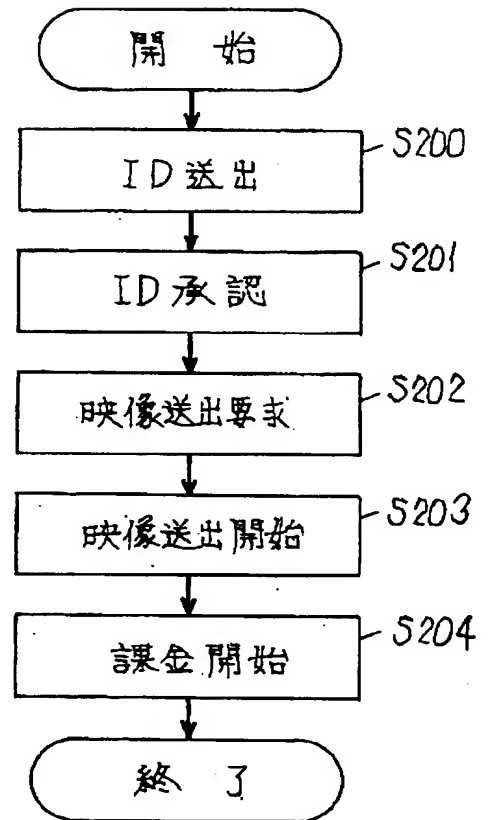 開 始
ID送出
S200
ID承認
S201
映像送出要求
S202
映像送出開始
S203
課金開始
S204
終 了